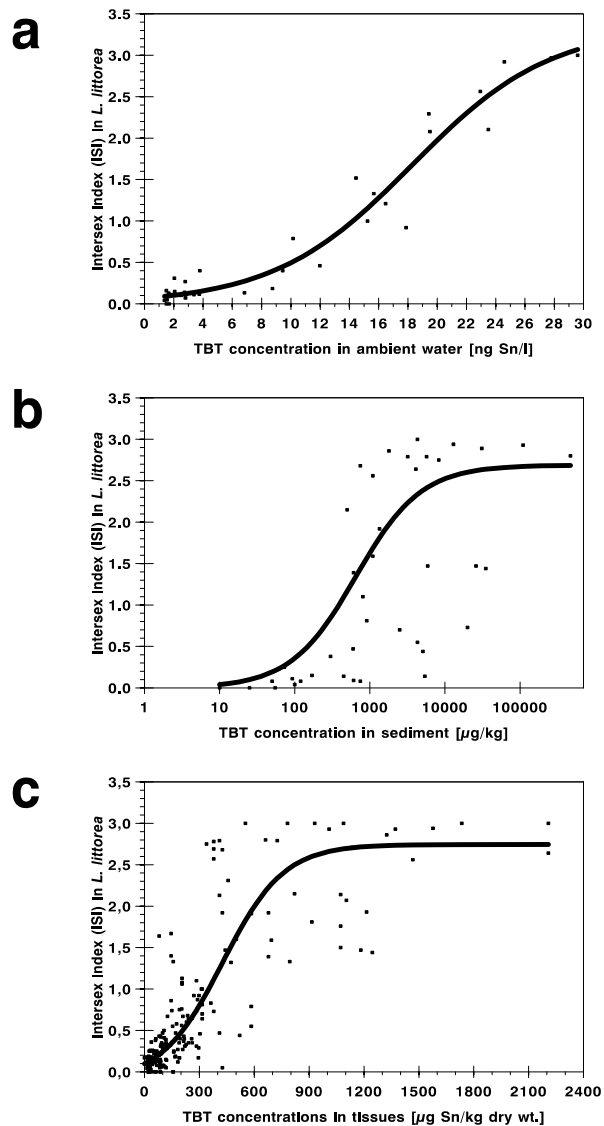 a
Intersex Index (ISI) in L. littorea
3.5
3.0
2.5
2.0
1.5
1.0
0.5
0.0
0 2 4 6 8 10 12 14 16 18 20 22 24 26 28 30
TBT concentration in ambient water [ng Sn/l]
b
Intersex Index (ISI) in L. littorea
3.5
3.0
2.5
2.0
1.5
1.0
0.5
0.0
1 10 100 1000 10000 100000
TBT concentration in sediment [µg/kg]
c
Intersex Index (ISI) in L. littorea
3,5
3,0
2,5
2,0
1,5
1,0
0,5
0,0
0 300 600 900 1200 1500 1800 2100 2400
TBT concentrations in tissues [µg Sn/kg dry wt.]